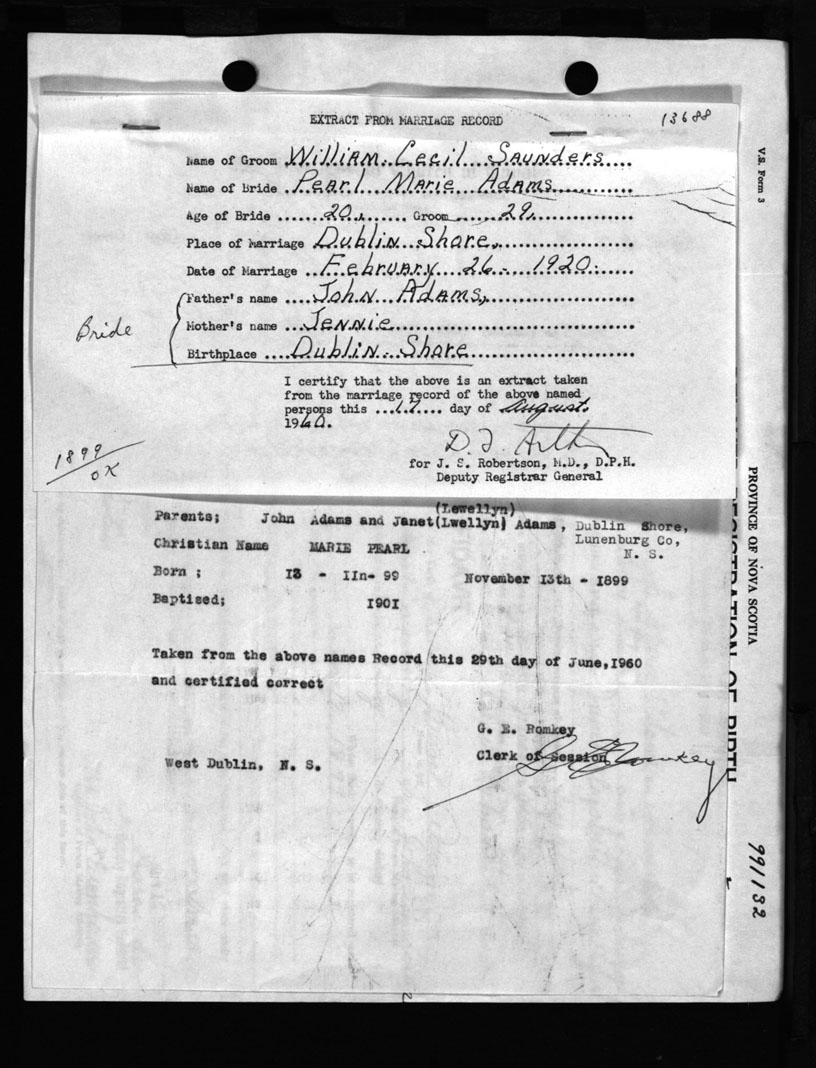 EXTRACT FROM MARRIAGE RECORD
13688
Name of Groom William Cecil Saunders
Name of Bride Pearl Marie Adams
Age of Bride 20 Groom 29
Place of Marriage Dublin Shore
Date of Marriage February 26 1920
Father's name John Adams
Bride
Mother's name Jennie
Birthplace Dublin Shore
I certify that the above is an extract taken
from the marriage record of the above named
persons this 17 day of August
1960.
1899
OK
for J. S. Robertson, M.D., D.P.H.
Deputy Registrar General
(Lewellyn)
Parents; John Adams and Janet (Lwellyn) Adams, Dublin Shore,
Lunenburg Co,
N. S.
Christian Name MARIE PEARL
Born ; 13 - IIn- 99 November 13th - 1899
Baptised; 1901
Taken from the above names Record this 29th day of June, 1960
and certified correct
G. E. Romkey
Clerk of Session
G E Romkey
West Dublin, N. S.
V.S. Form 3
PROVINCE OF NOVA SCOTIA
REGISTRATION OF BIRTH
991132